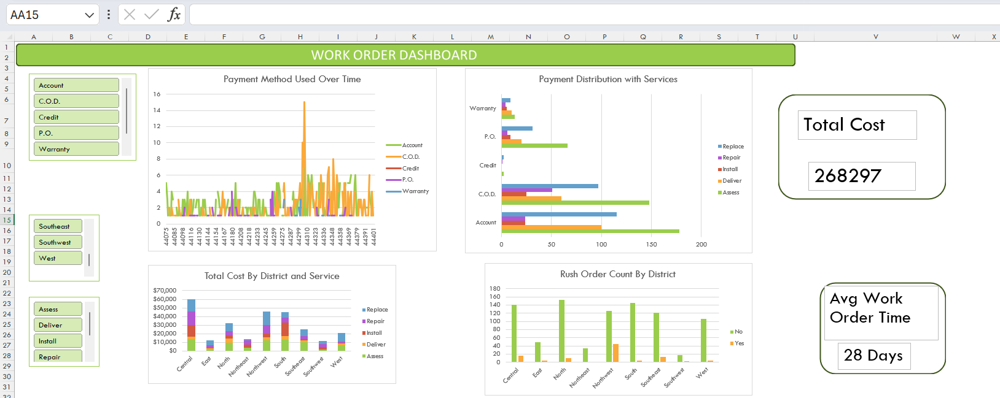 AA15
fx
A B C D E F G H I J K L M N O P Q R S T U V W X
1
2
3
4
5
6
7
8
9
10
11
12
13
14
15
16
17
18
19
20
21
22
23
24
25
26
27
28
29
30
31
32
WORK ORDER DASHBOARD
Account
C.O.D.
Credit
P.O.
Warranty
Southeast
Southwest
West
Assess
Deliver
Install
Repair
Payment Method Used Over Time
16
14
12
10
8
6
4
2
0
44075 44085 44098 44116 44130 44144 44154 44167 44180 44208 44218 44233 44245 44259 44275 44287 44299 44310 44323 44336 44348 44358 44369 44379 44391 44401
Account
C.O.D.
Credit
P.O.
Warranty
Payment Distribution with Services
Warranty
P.O.
Credit
C.O.D.
Account
0 50 100 150 200
Replace
Repair
Install
Deliver
Assess
Total Cost
268297
Total Cost By District and Service
$70,000
$60,000
$50,000
$40,000
$30,000
$20,000
$10,000
$0
Central East North Northeast Northwest South Southeast Southwest West
Replace
Repair
Install
Deliver
Assess
Rush Order Count By District
180
160
140
120
100
80
60
40
20
0
Central East North Northeast Northwest South Southeast Southwest West
No
Yes
Avg Work
Order Time
28 Days